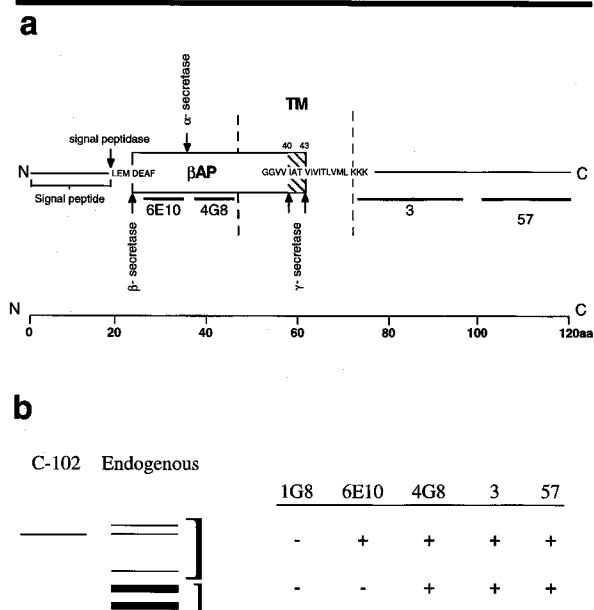 a
α- secretase
TM
signal peptidase
40 43
N LEM DEAF βAP GGVV IAT VIVITLVML KKK C
Signal peptide
6E10 4G8 3 57
β- secretase
γ- secretase
N C
0 20 40 60 80 100 120aa
b
C-102 Endogenous
1G8 6E10 4G8 3 57
- + + + +
- - + + +